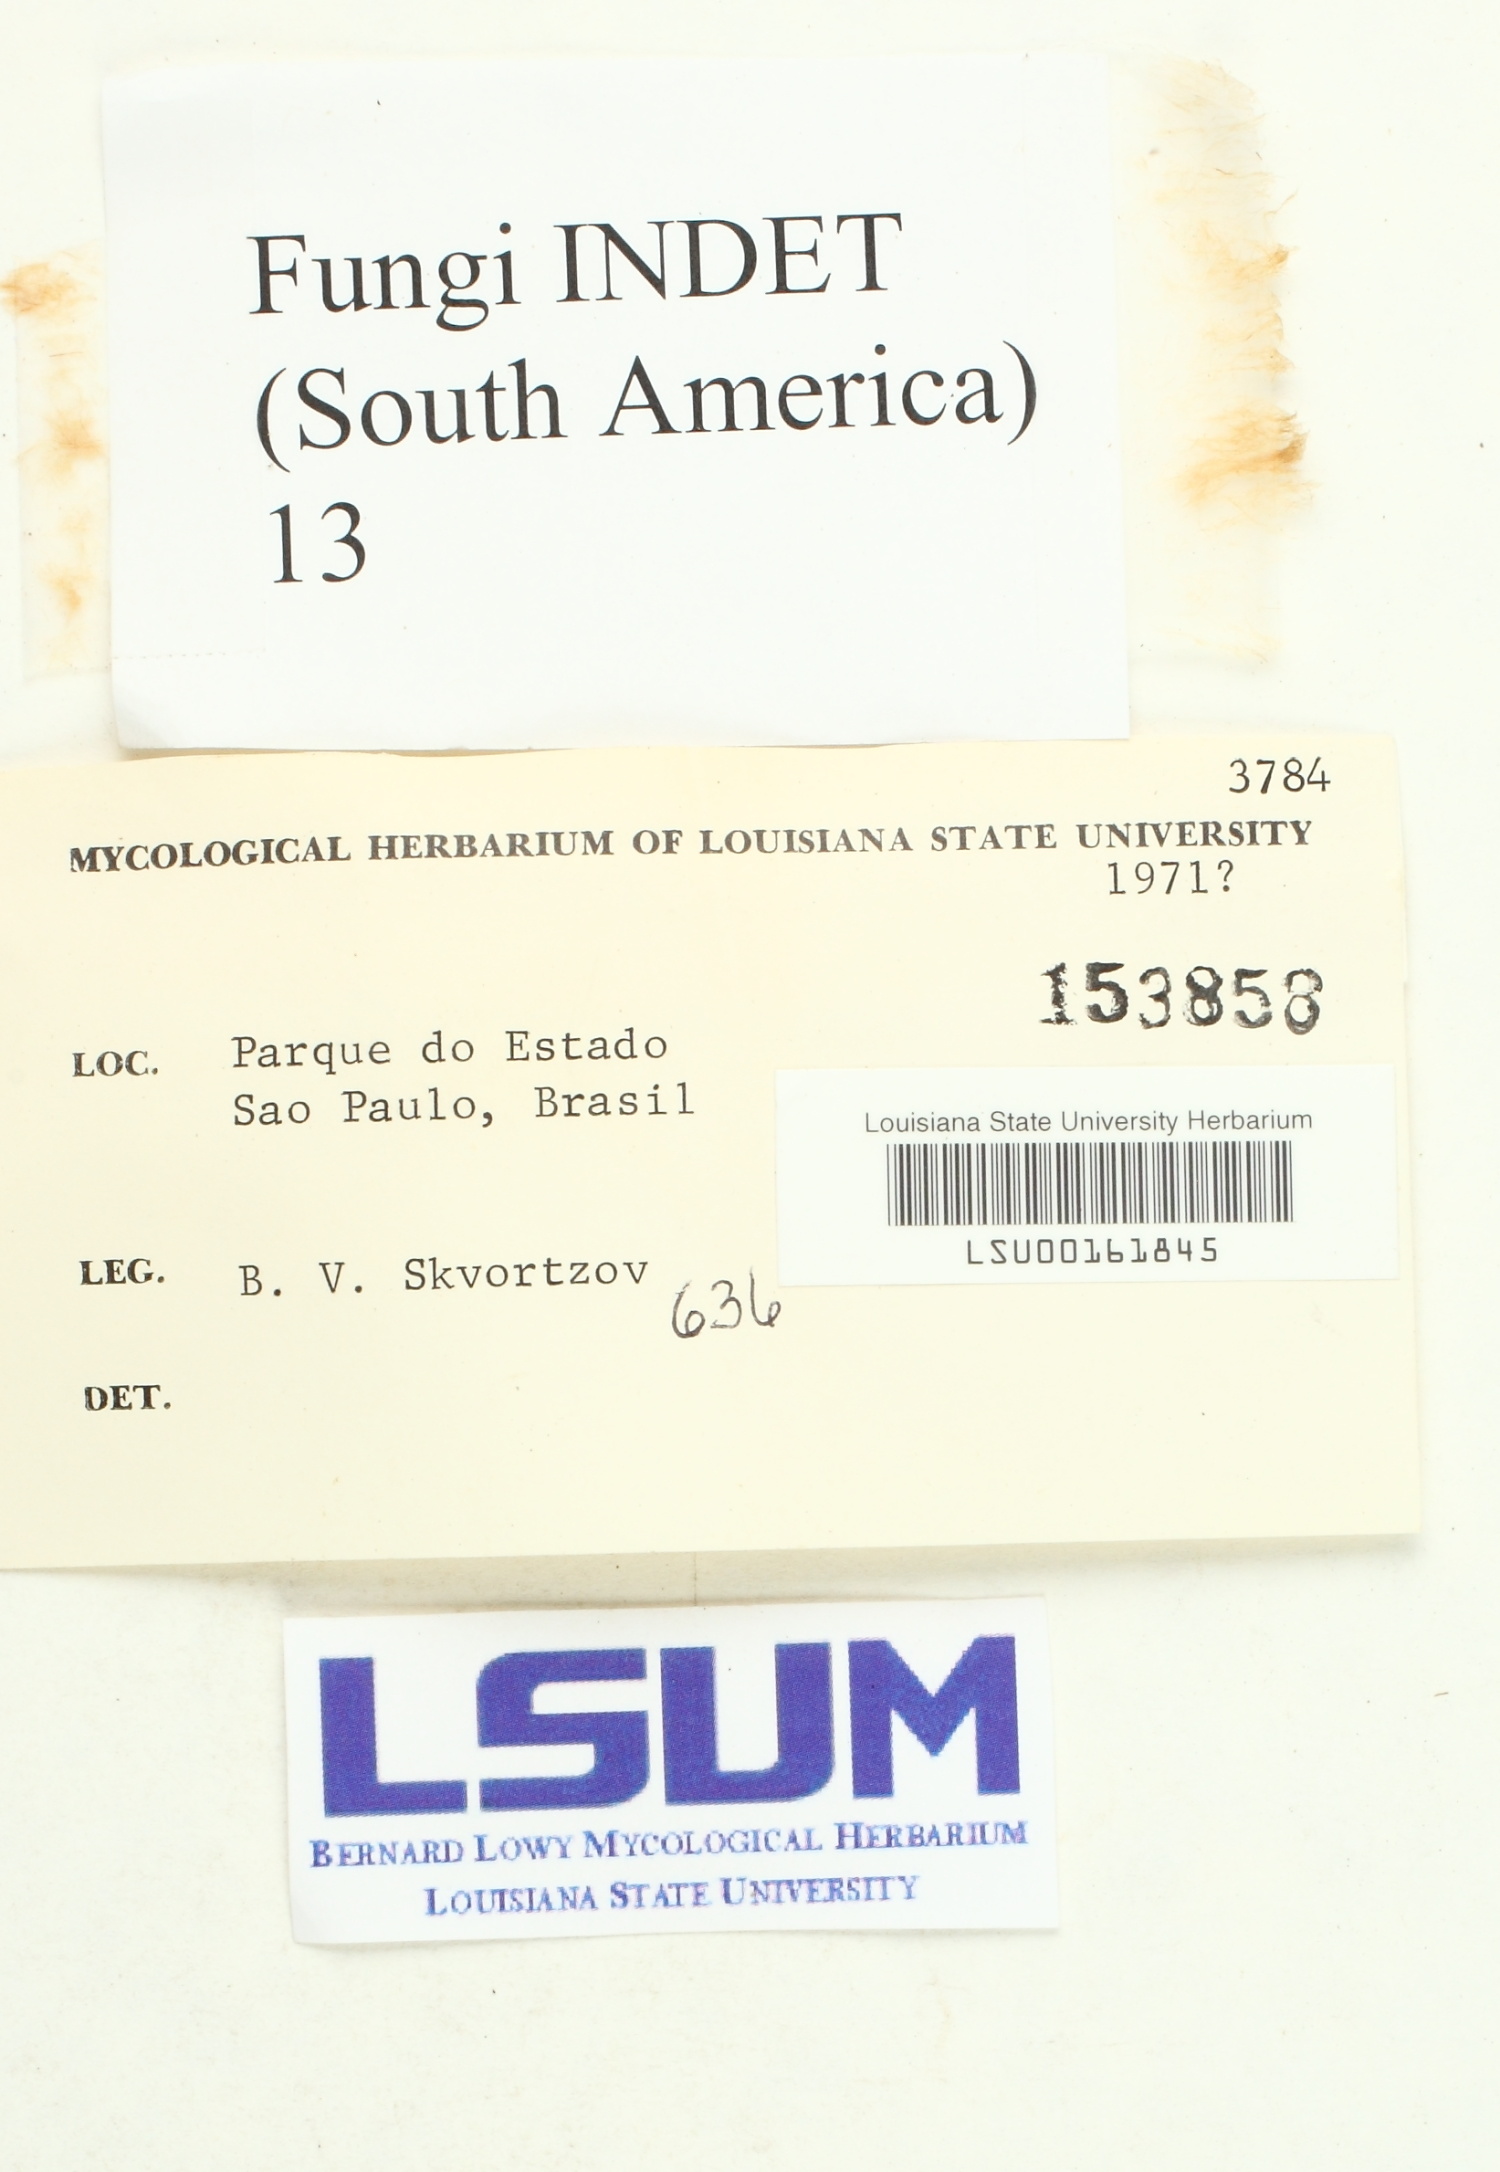 Fungi INDET
(South America)
13
3784
MYCOLOGICAL HERBARIUM OF LOUISIANA STATE UNIVERSITY
1971?
153858
LOC. Parque do Estado
Sao Paulo, Brasil
Louisiana State University Herbarium
LSU00161845
LEG. B. V. Skvortzov 636
DET.
LSUM
BERNARD LOWY MYCOLOGICAL HERBARIUM
LOUISIANA STATE UNIVERSITY